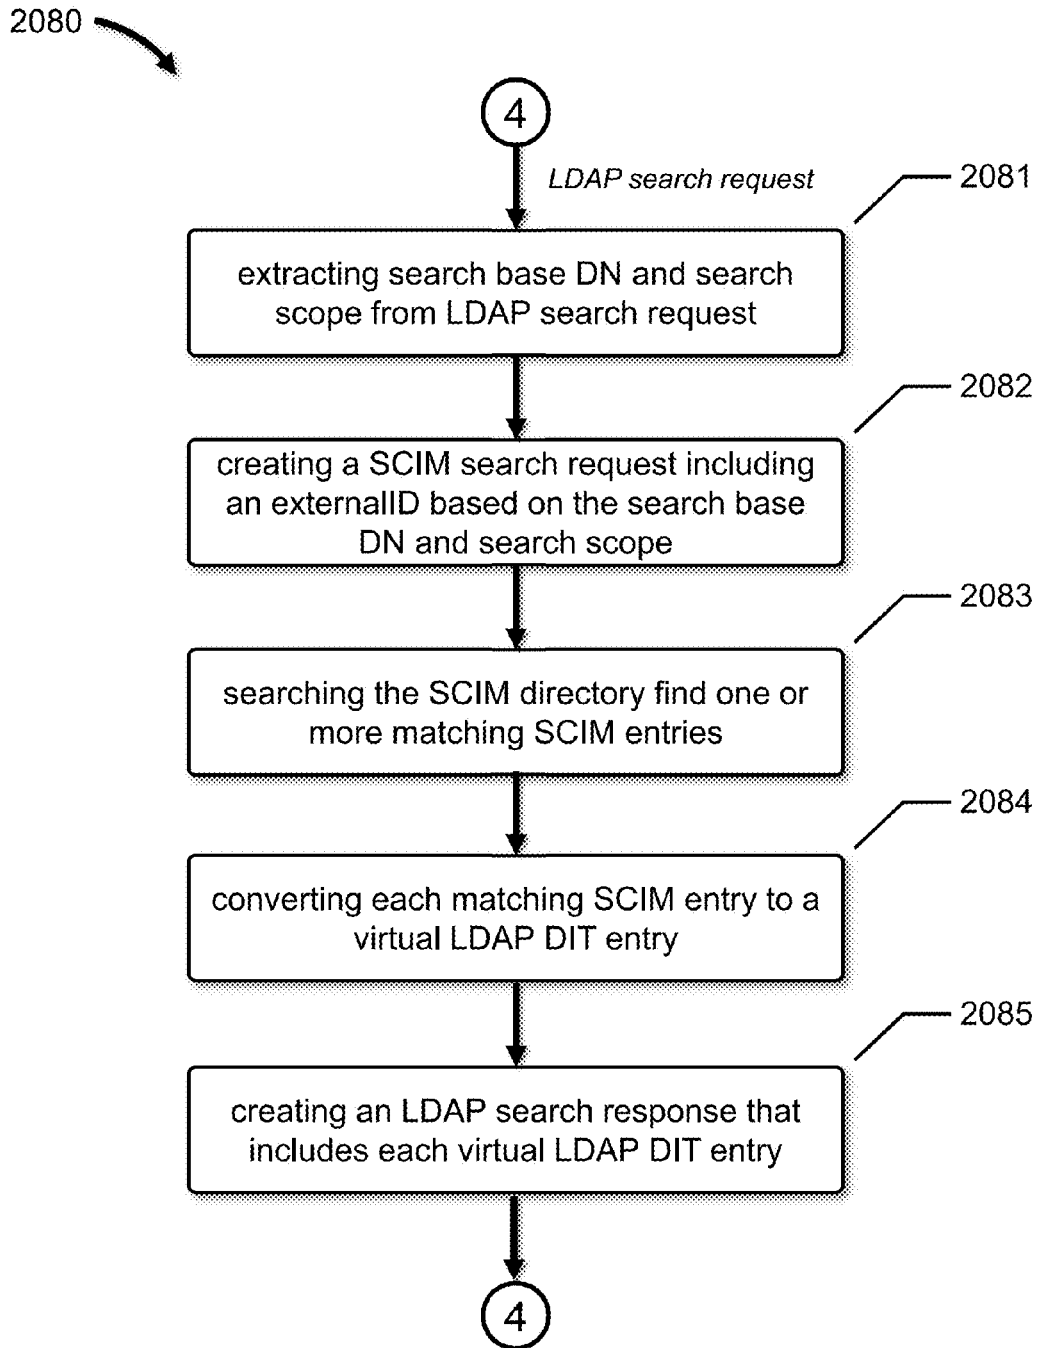 2080
4
LDAP search request
2081
extracting search base DN and search
scope from LDAP search request
2082
creating a SCIM search request including
an externalID based on the search base
DN and search scope
2083
searching the SCIM directory find one or
more matching SCIM entries
2084
converting each matching SCIM entry to a
virtual LDAP DIT entry
2085
creating an LDAP search response that
includes each virtual LDAP DIT entry
4